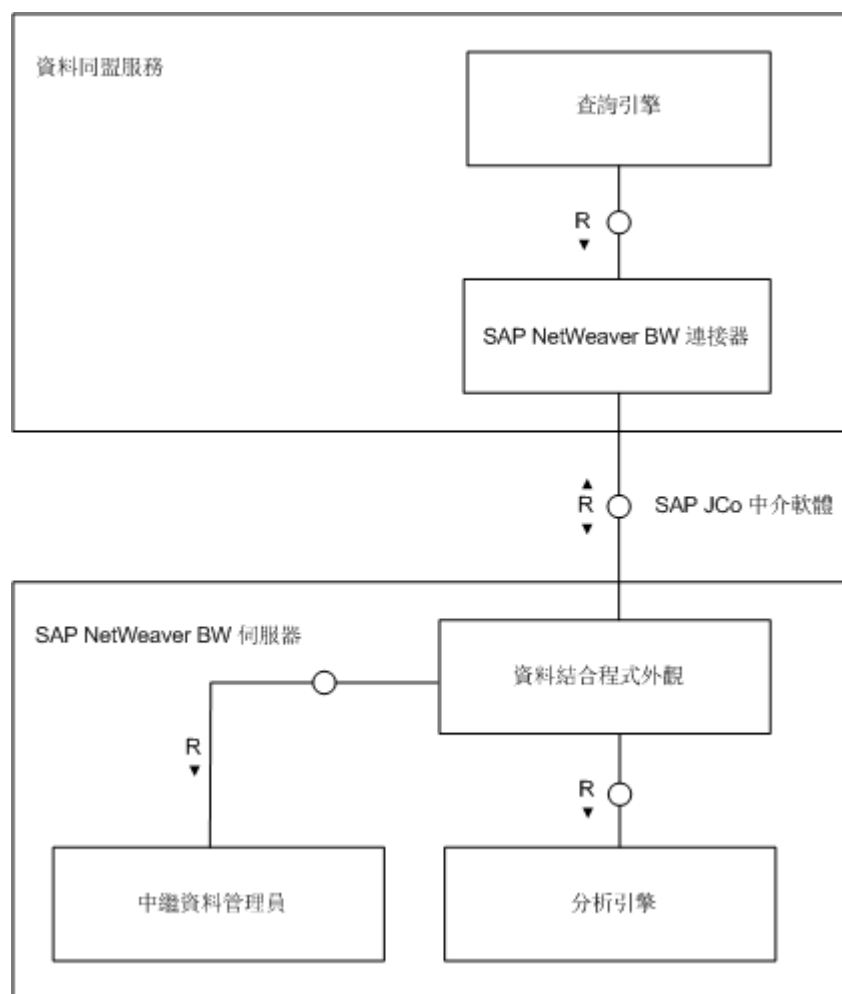 資料同盟服務
查詢引擎
R
SAP NetWeaver BW 連接器
R
SAP JCo 中介軟體
SAP NetWeaver BW 伺服器
資料結合程式外觀
R
R
中繼資料管理員
分析引擎